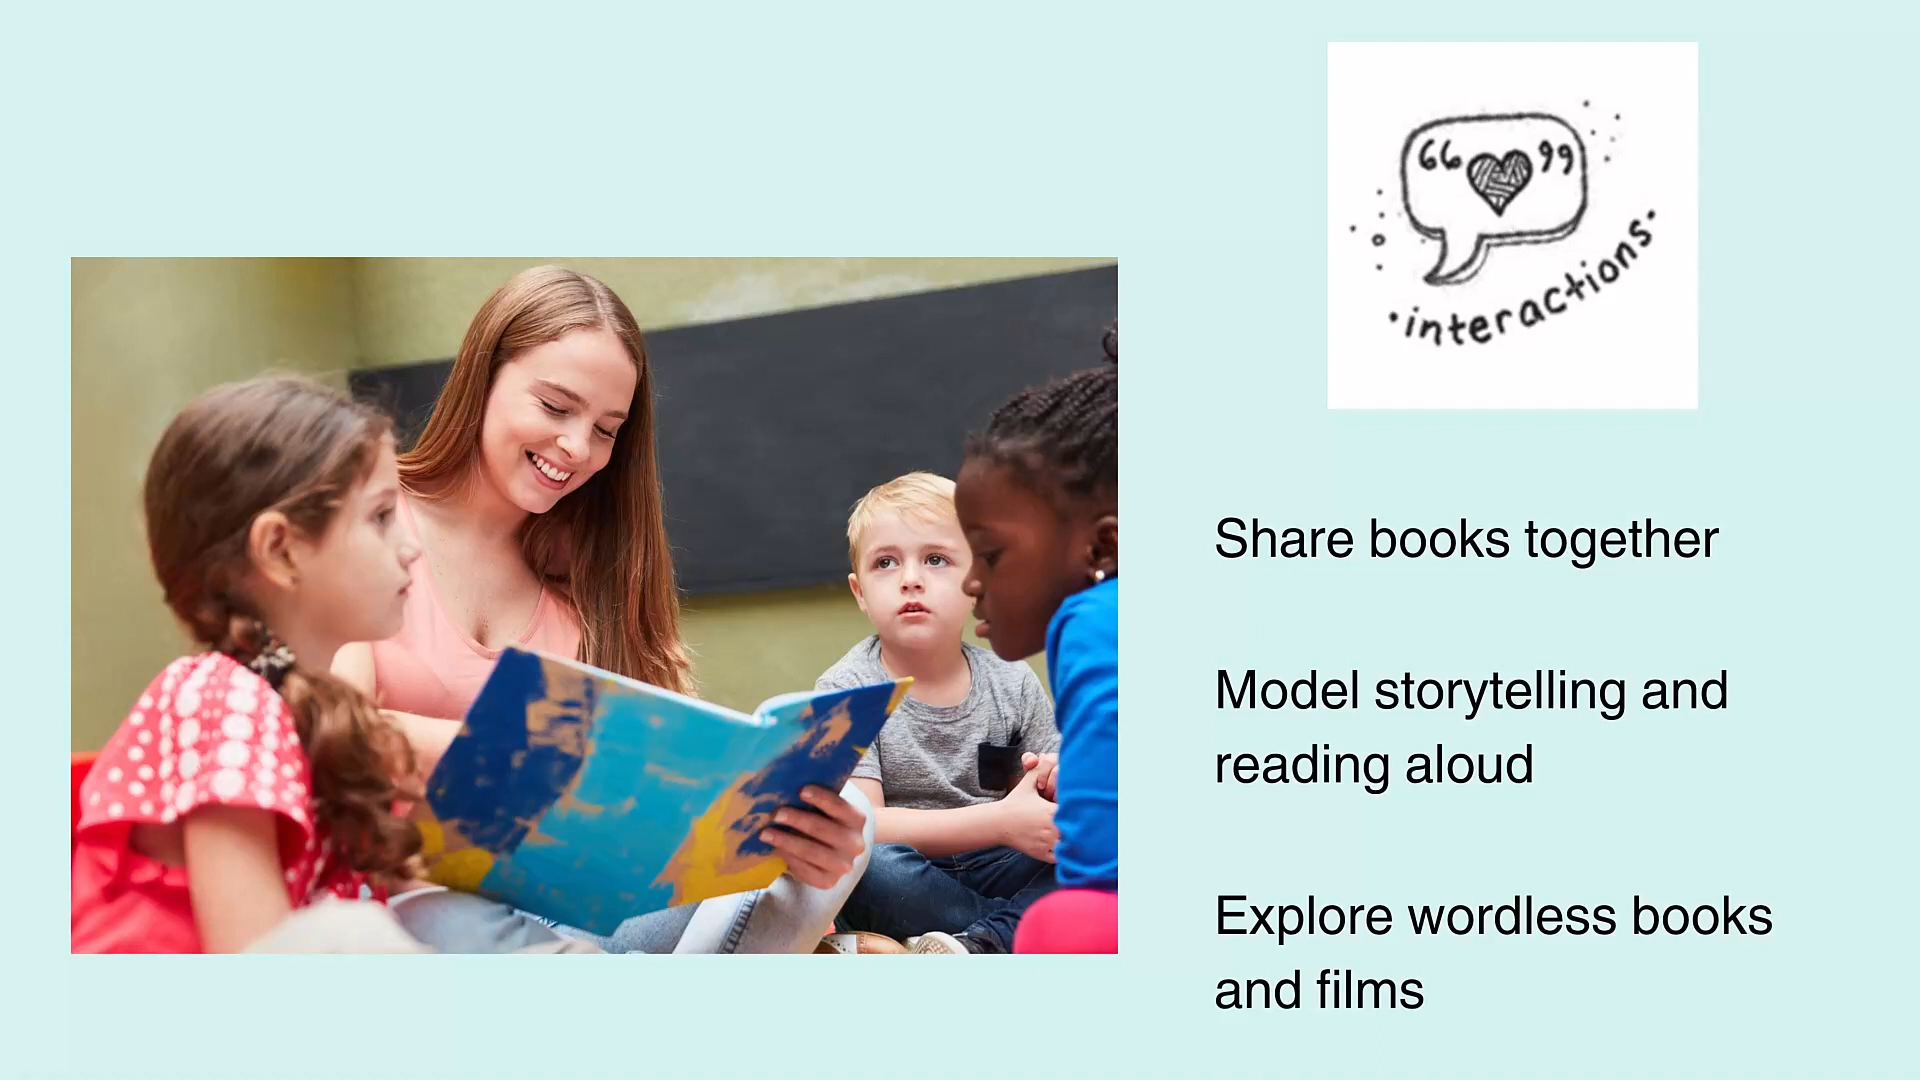 “ ”
interactions
Share books together
Model storytelling and
reading aloud
Explore wordless books
and films